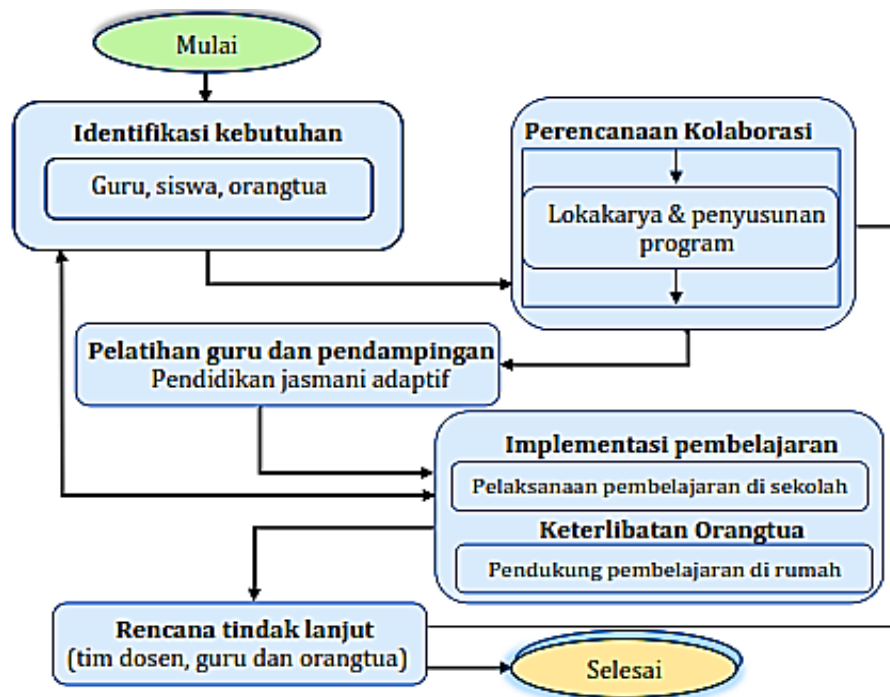 Mulai
Identifikasi kebutuhan
Guru, siswa, orangtua
Perencanaan Kolaborasi
Lokakarya & penyusunan
program
Pelatihan guru dan pendampingan
Pendidikan jasmani adaptif
Implementasi pembelajaran
Pelaksanaan pembelajaran di sekolah
Keterlibatan Orangtua
Pendukung pembelajaran di rumah
Rencana tindak lanjut
(tim dosen, guru dan orangtua)
Selesai